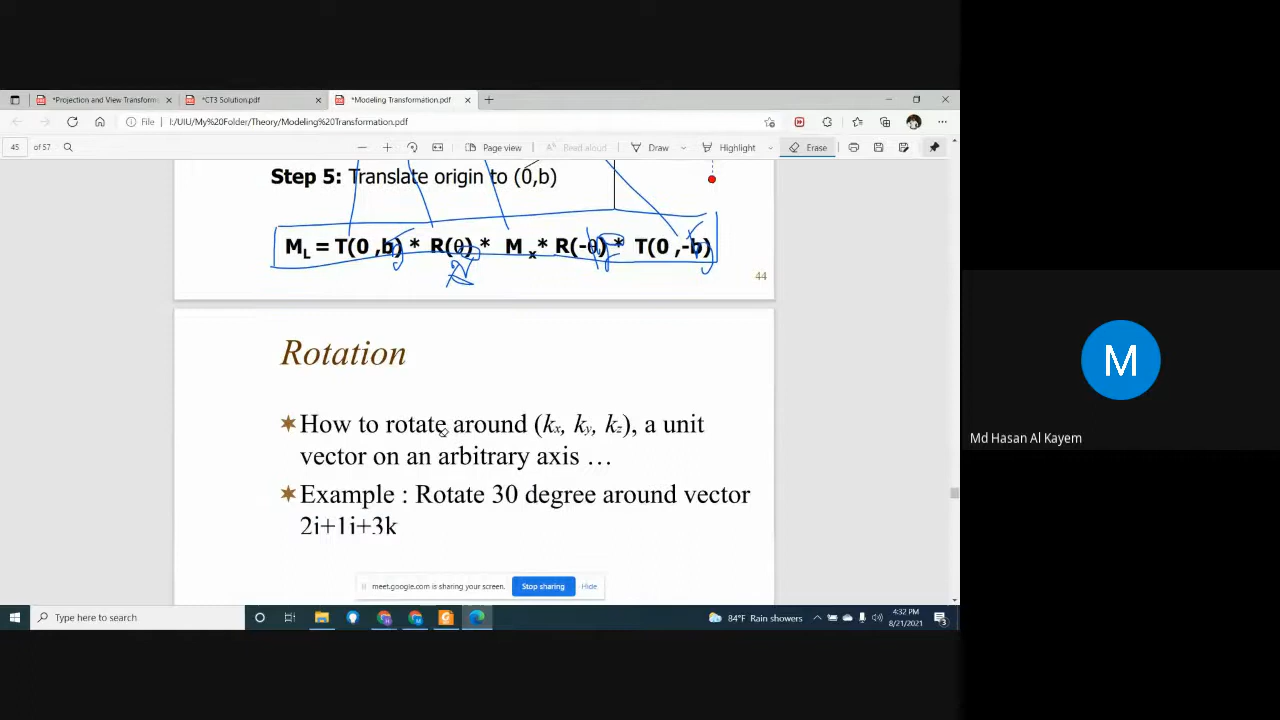 *Projection and View Transform
*CT3 Solution.pdf
*Modeling Transformation.pdf
File
I:/UIU/My%20Folder/Theory/Modeling%20Transformation.pdf
45 of 57
Page view
Read aloud
Draw
Highlight
Erase
Step 5: Translate origin to (0,b)
M_L = T(0 ,b) * R(θ) * M_x * R(-θ) * T(0 ,-b)
44
Rotation
How to rotate around (k_x, k_y, k_z), a unit
vector on an arbitrary axis …
Example : Rotate 30 degree around vector
2i+1j+3k
meet.google.com is sharing your screen.
Stop sharing
Hide
M
Md Hasan Al Kayem
Type here to search
84°F Rain showers
4:32 PM
8/21/2021
3